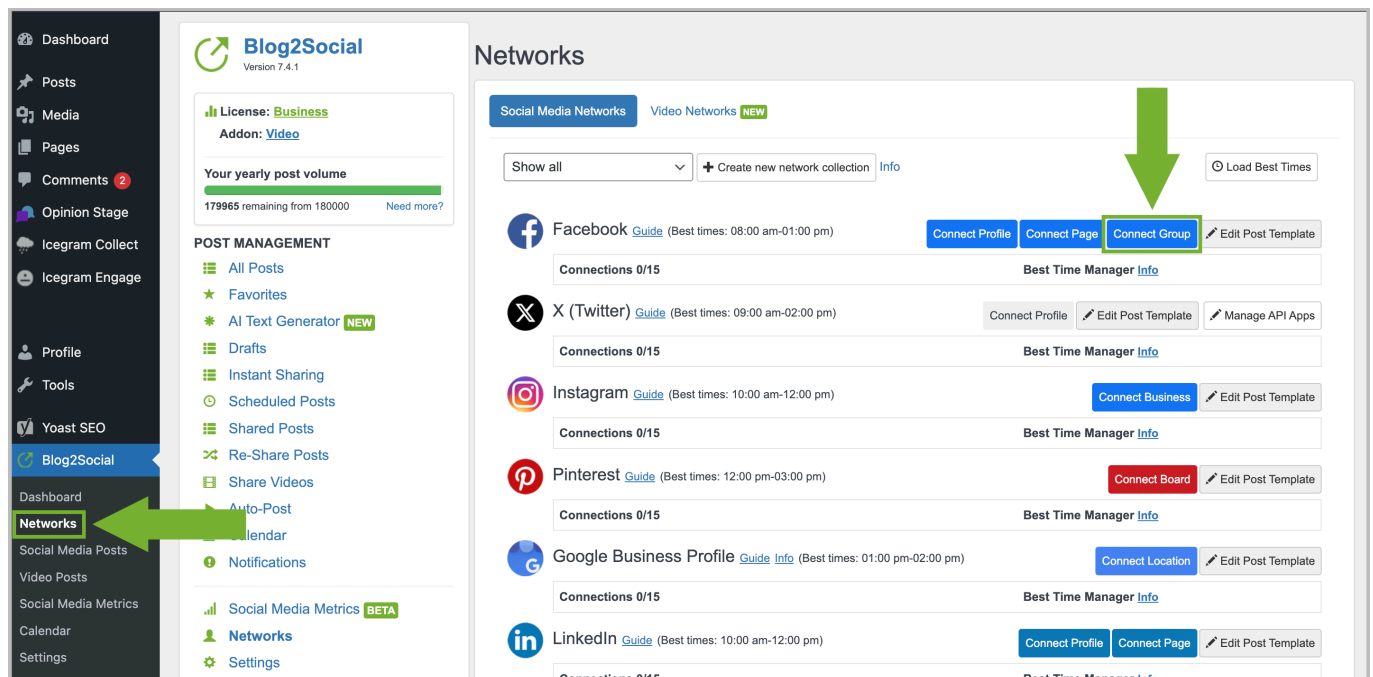 Dashboard
Posts
Media
Pages
Comments 2
Opinion Stage
Icegram Collect
Icegram Engage
Profile
Tools
Yoast SEO
Blog2Social
Dashboard
Networks
Social Media Posts
Video Posts
Social Media Metrics
Calendar
Settings
Blog2Social
Version 7.4.1
License: Business
Addon: Video
Your yearly post volume
179965 remaining from 180000 Need more?
POST MANAGEMENT
All Posts
Favorites
AI Text Generator NEW
Drafts
Instant Sharing
Scheduled Posts
Shared Posts
Re-Share Posts
Share Videos
Auto-Post
Calendar
Notifications
Social Media Metrics BETA
Networks
Settings
Networks
Social Media Networks Video Networks NEW
Show all Create new network collection Info Load Best Times
Facebook Guide (Best times: 08:00 am-01:00 pm) Connect Profile Connect Page Connect Group Edit Post Template
Connections 0/15 Best Time Manager Info
X (Twitter) Guide (Best times: 09:00 am-02:00 pm) Connect Profile Edit Post Template Manage API Apps
Connections 0/15 Best Time Manager Info
Instagram Guide (Best times: 10:00 am-12:00 pm) Connect Business Edit Post Template
Connections 0/15 Best Time Manager Info
Pinterest Guide (Best times: 12:00 pm-03:00 pm) Connect Board Edit Post Template
Connections 0/15 Best Time Manager Info
Google Business Profile Guide Info (Best times: 01:00 pm-02:00 pm) Connect Location Edit Post Template
Connections 0/15 Best Time Manager Info
LinkedIn Guide (Best times: 10:00 am-12:00 pm) Connect Profile Connect Page Edit Post Template
Connections 0/15 Best Time Manager Info